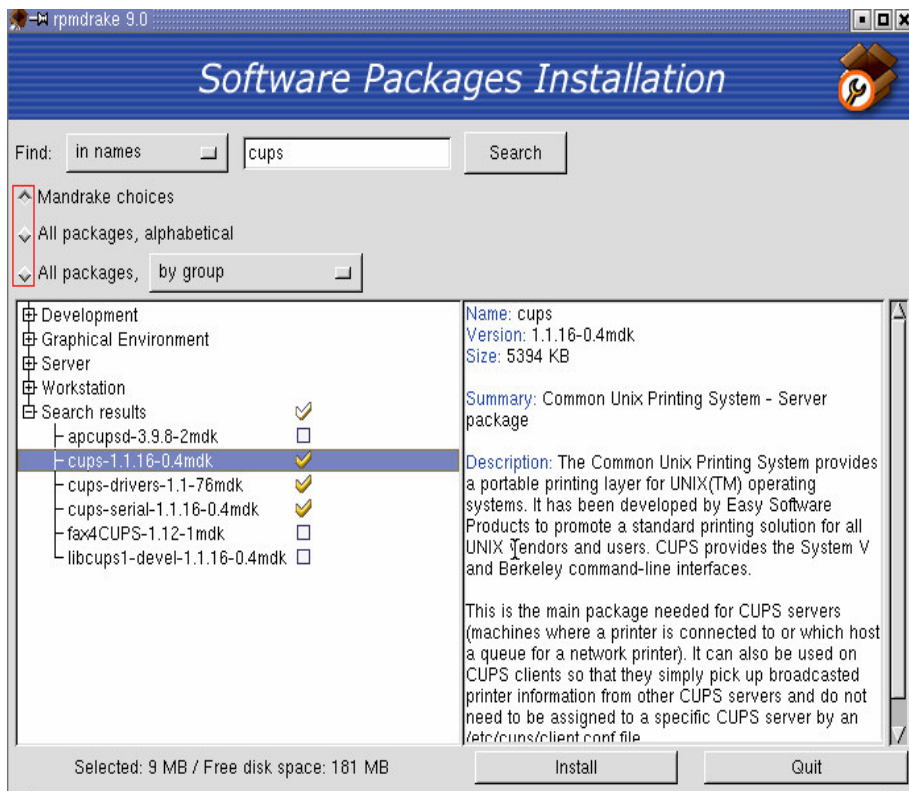 rpmdrake 9.0
Software Packages Installation
Find: in names cups Search
Mandrake choices
All packages, alphabetical
All packages, by group
Development
Graphical Environment
Server
Workstation
Search results
apcupsd-3.9.8-2mdk
cups-1.1.16-0.4mdk
cups-drivers-1.1-76mdk
cups-serial-1.1.16-0.4mdk
fax4CUPS-1.12-1mdk
libcups1-devel-1.1.16-0.4mdk
Name: cups
Version: 1.1.16-0.4mdk
Size: 5394 KB
Summary: Common Unix Printing System - Server
package
Description: The Common Unix Printing System provides
a portable printing layer for UNIX(TM) operating
systems. It has been developed by Easy Software
Products to promote a standard printing solution for all
UNIX vendors and users. CUPS provides the System V
and Berkeley command-line interfaces.
This is the main package needed for CUPS servers
(machines where a printer is connected to or which host
a queue for a network printer). It can also be used on
CUPS clients so that they simply pick up broadcasted
printer information from other CUPS servers and do not
need to be assigned to a specific CUPS server by an
/etc/cups/client.conf file.
Selected: 9 MB / Free disk space: 181 MB
Install
Quit